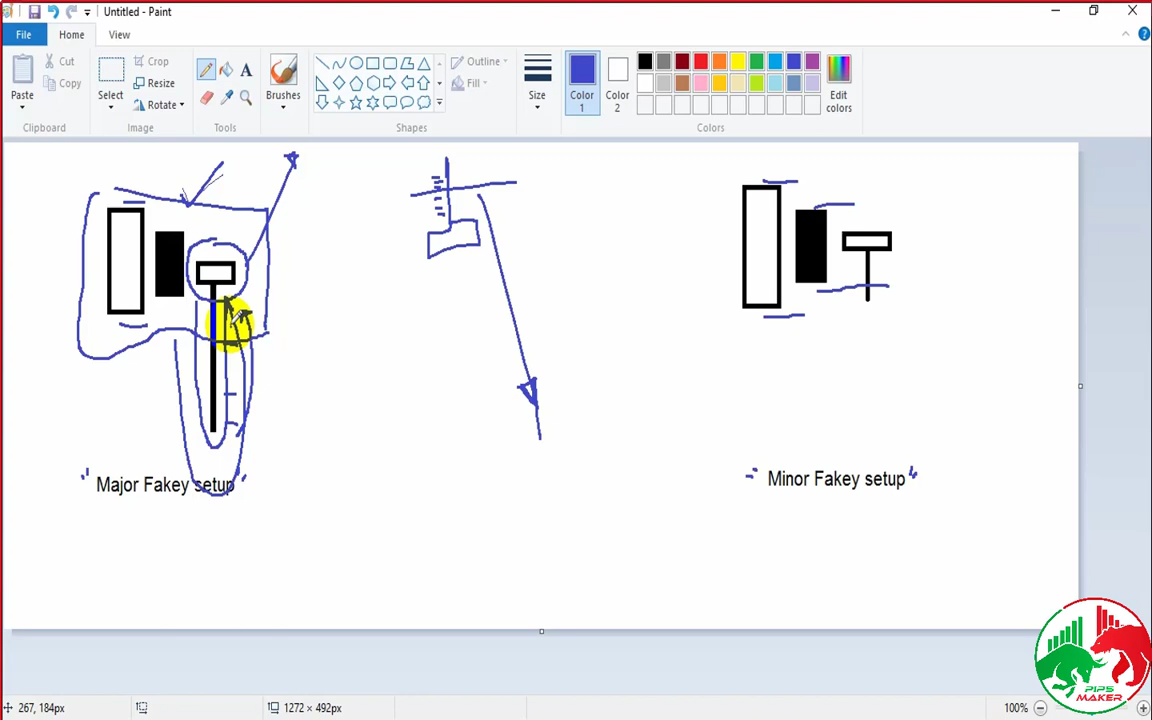 Untitled - Paint
File
Home
View
Paste
Cut
Copy
Clipboard
Select
Crop
Resize
Rotate
Image
A
Tools
Brushes
Shapes
Outline
Fill
Size
Color 1
Color 2
Edit colors
Colors
" Major Fakey setup "
" Minor Fakey setup "
PIPS
MAKER
267, 184px
1272 × 492px
100%